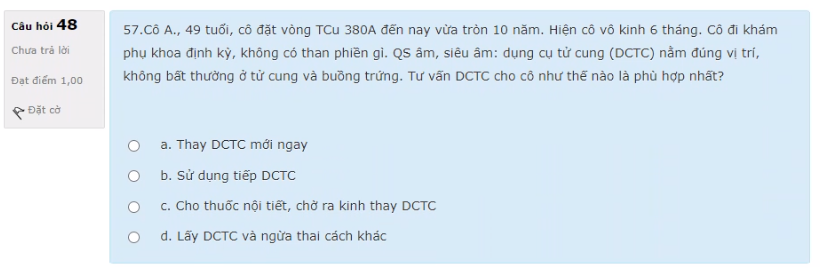 Câu hỏi 48
Chưa trả lời
Đạt điểm 1,00
Đặt cờ
57.Cô A., 49 tuổi, cô đặt vòng TCu 380A đến nay vừa tròn 10 năm. Hiện cô vô kinh 6 tháng. Cô đi khám
phụ khoa định kỳ, không có than phiền gì. QS âm, siêu âm: dụng cụ tử cung (DCTC) nằm đúng vị trí,
không bất thường ở tử cung và buồng trứng. Tư vấn DCTC cho cô như thế nào là phù hợp nhất?
a. Thay DCTC mới ngay
b. Sử dụng tiếp DCTC
c. Cho thuốc nội tiết, chờ ra kinh thay DCTC
d. Lấy DCTC và ngừa thai cách khác